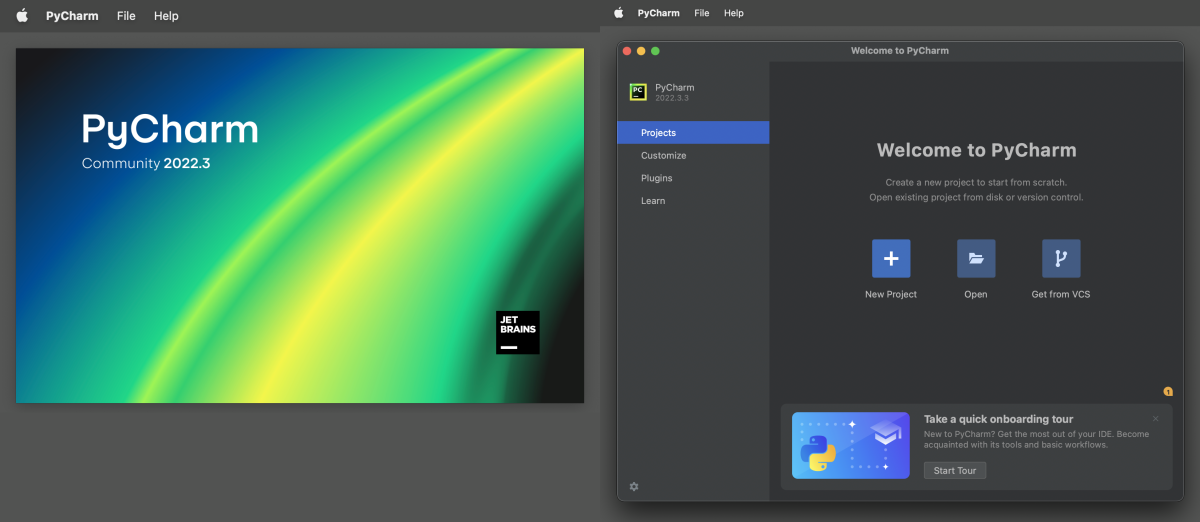 PyCharm File Help
PyCharm
Community 2022.3
JET
BRAINS
PyCharm File Help
Welcome to PyCharm
PC
PyCharm
2022.3.3
Projects
Customize
Plugins
Learn
Welcome to PyCharm
Create a new project to start from scratch.
Open existing project from disk or version control.
New Project Open Get from VCS
1
Take a quick onboarding tour
New to PyCharm? Get the most out of your IDE. Become
acquainted with its tools and basic workflows.
Start Tour